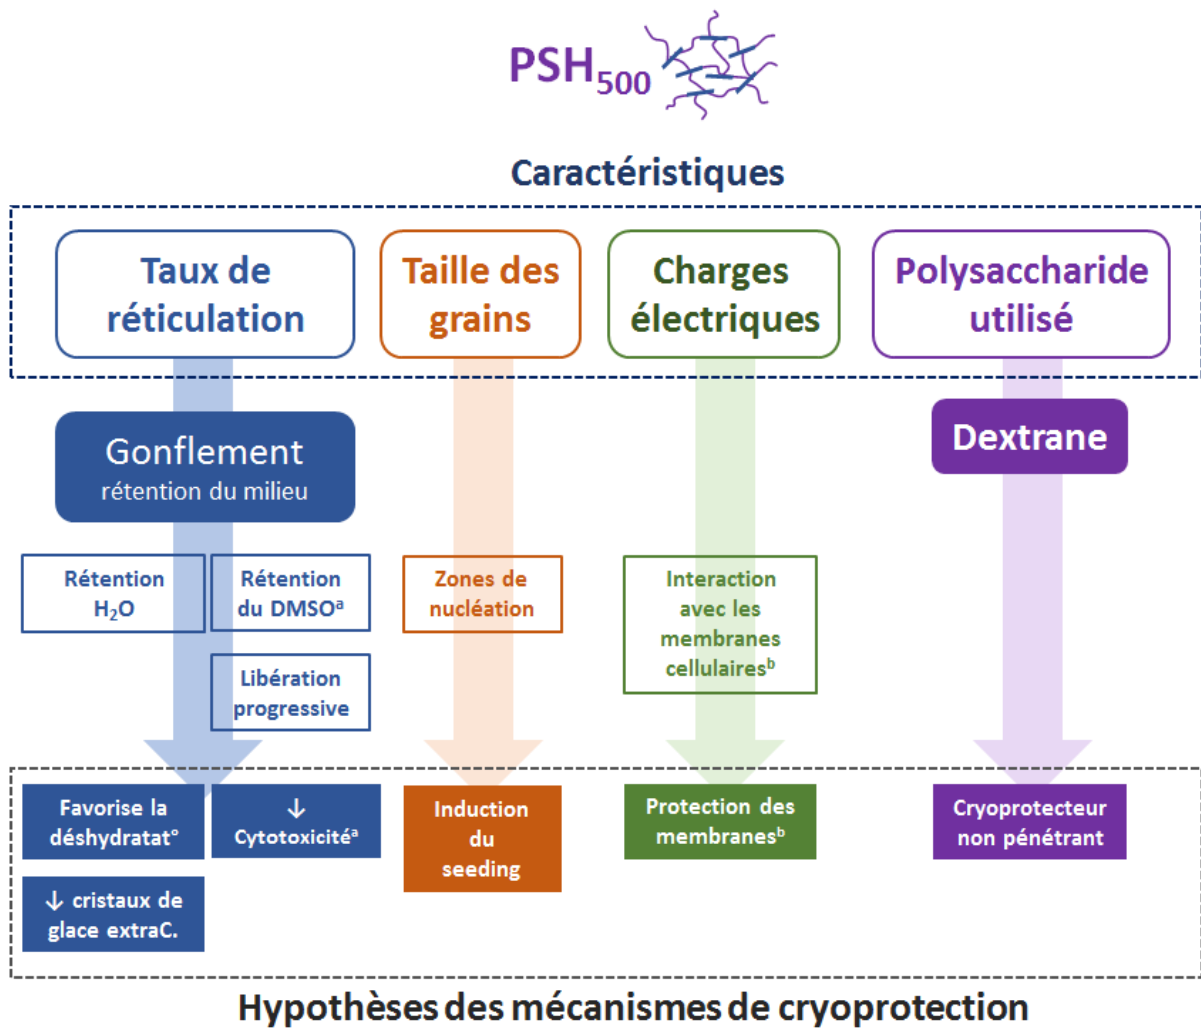 PSH500
Caractéristiques
Taux de
réticulation
Taille des
grains
Charges
électriques
Polysaccharide
utilisé
Gonflement
rétention du milieu
Dextrane
Rétention
H2O
Rétention
du DMSOᵃ
Libération
progressive
Zones de
nucléation
Interaction
avec les
membranes
cellulairesᵇ
Favorise la
déshydratat°
↓
Cytotoxicitéᵃ
↓ cristaux de
glace extraC.
Induction
du
seeding
Protection des
membranesᵇ
Cryoprotecteur
non pénétrant
Hypothèses des mécanismes de cryoprotection